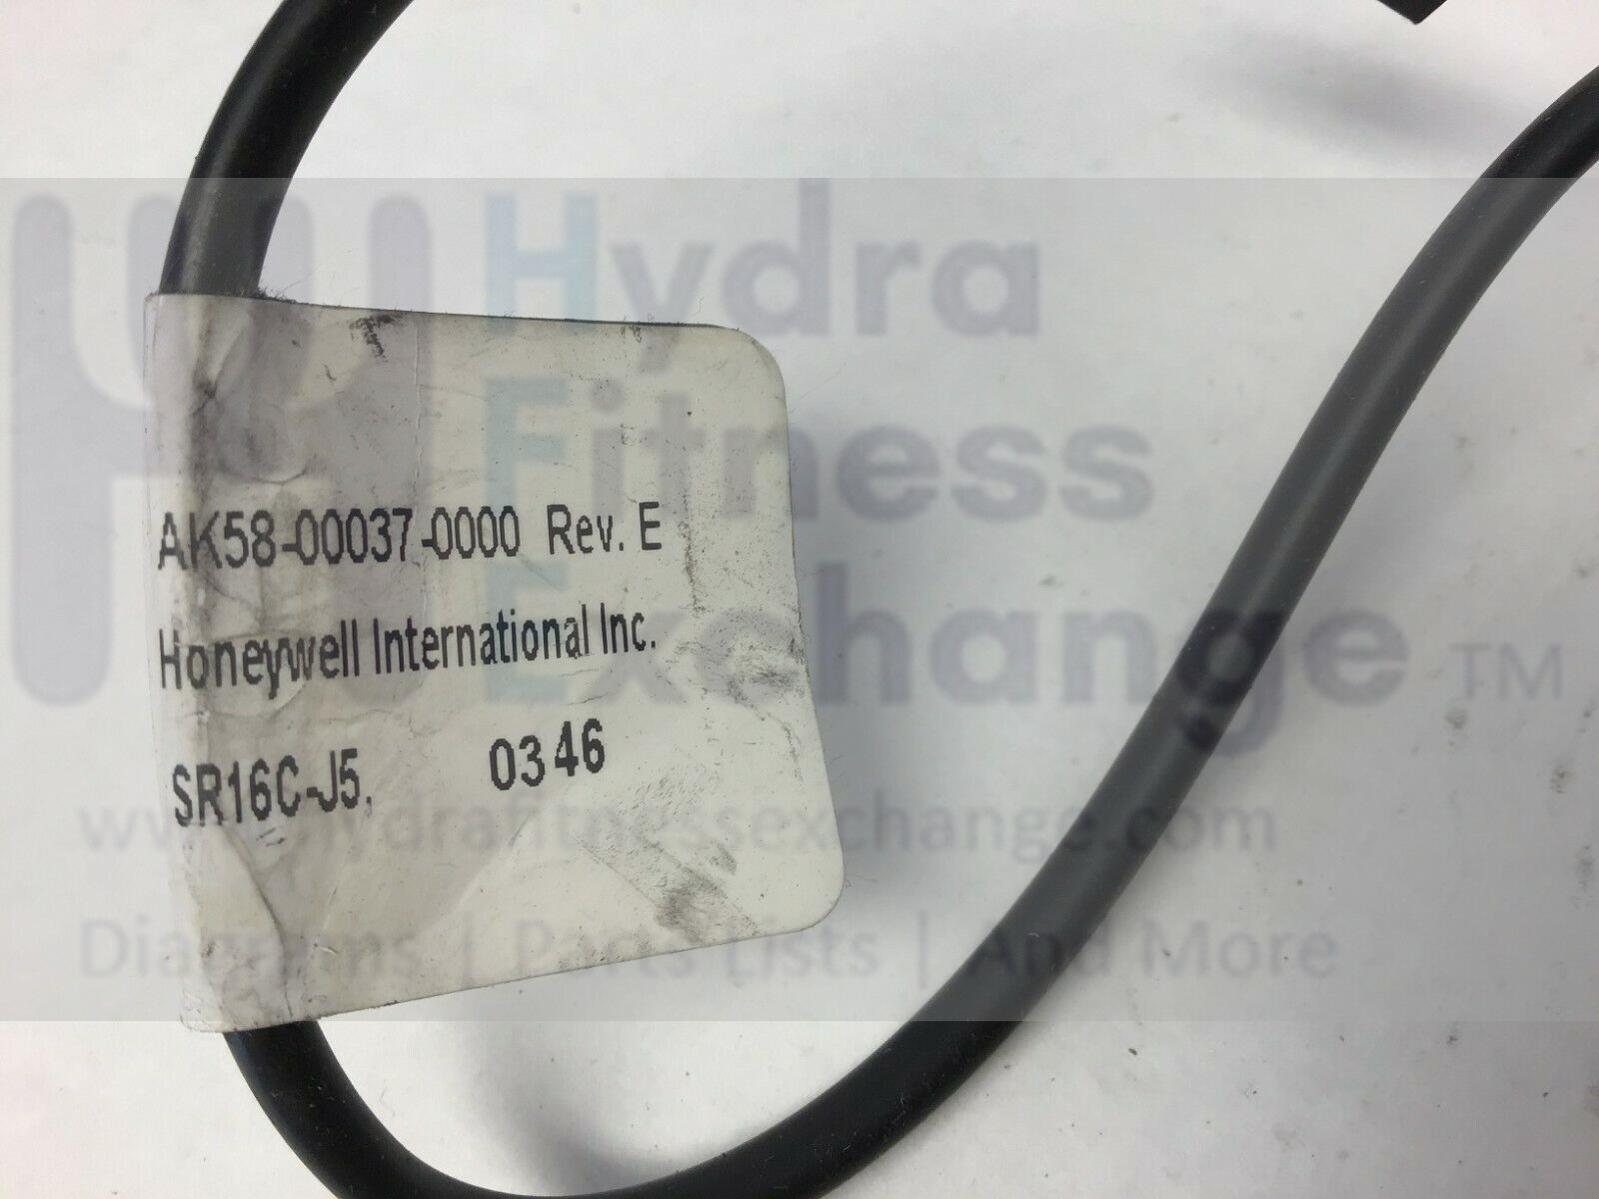 Hydra
Fitness
Exchange TM
AK58-00037-0000 Rev. E
Honeywell International Inc.
SR16C-J5. 0346
www.hydrafitnessexchange.com
Diagrams | Parts Lists | And More